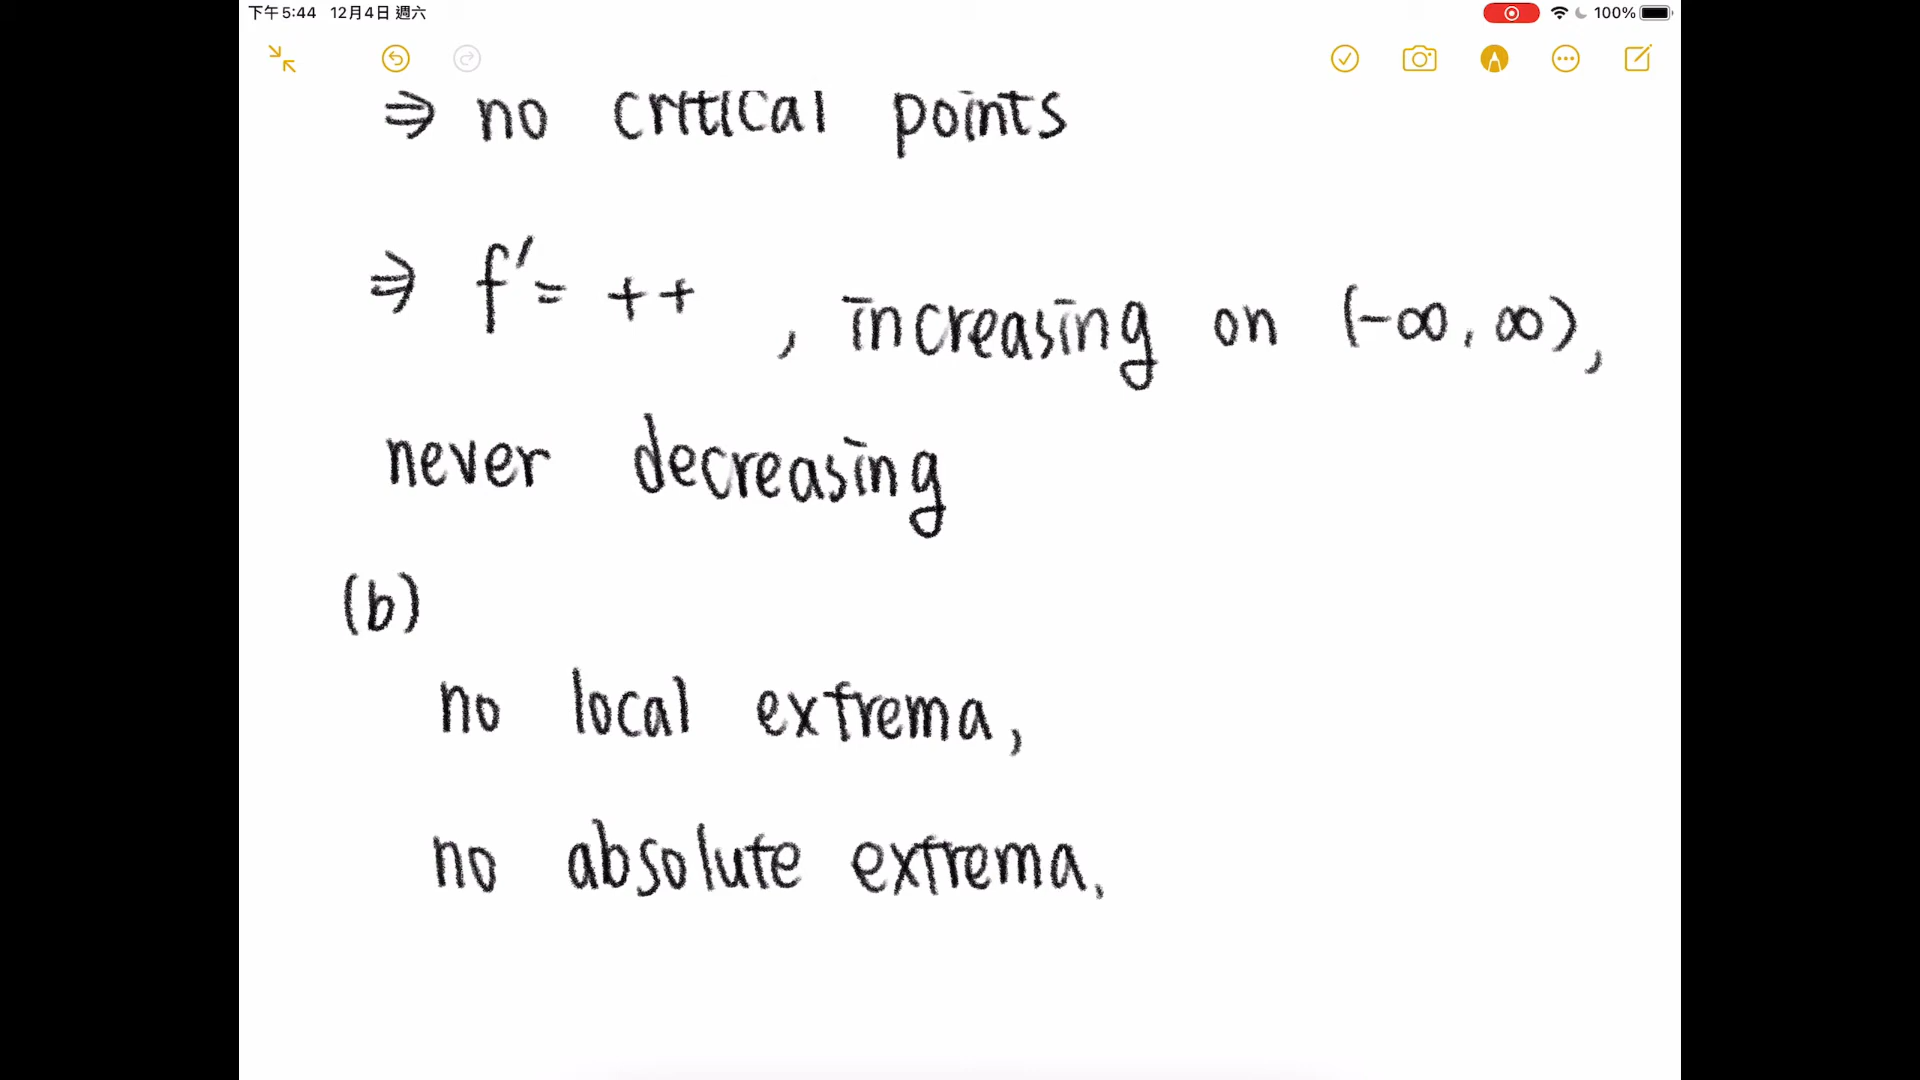 下午5:44 12月4日 週六 100%
⇒ no critical points
⇒ f'= ++ , increasing on (-∞, ∞),
never decreasing
(b)
no local extrema,
no absolute extrema.